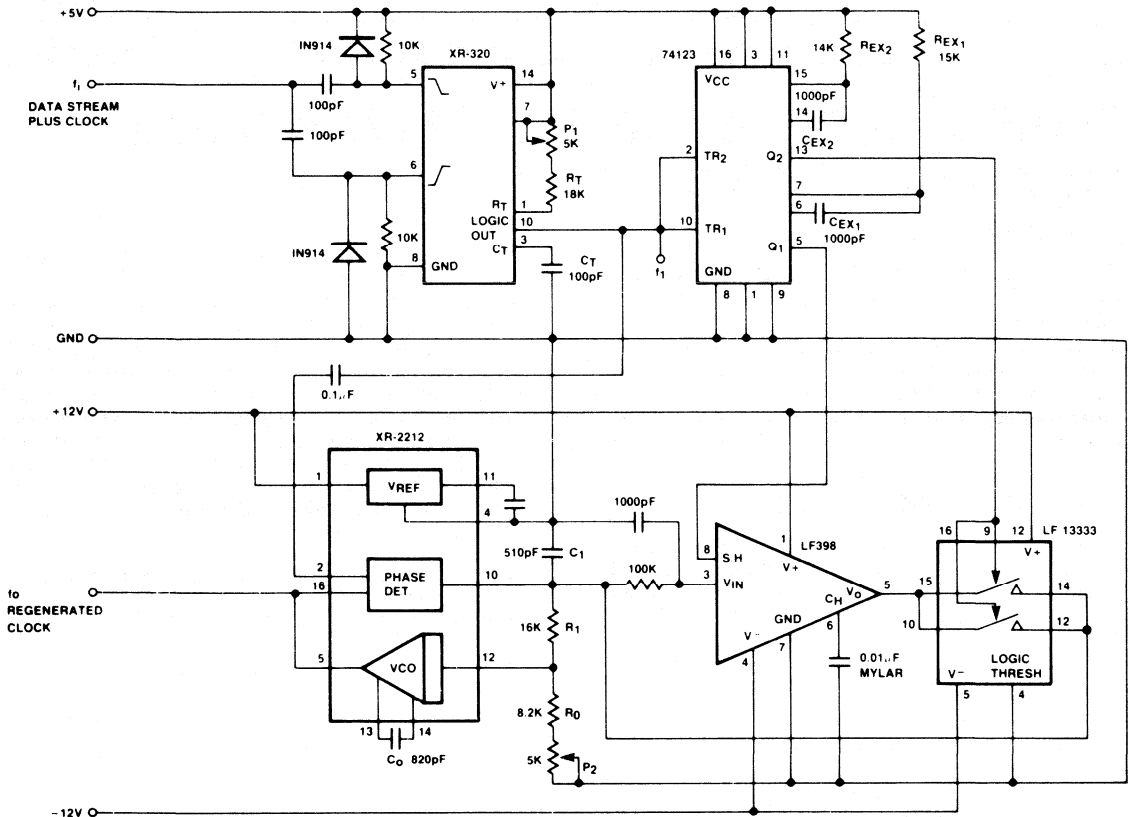 +5V
IN914
10K
XR-320
74123
16
3
11
14K
REX2
REX1
15K
fI
DATA STREAM
PLUS CLOCK
100pF
100pF
5
V+
14
7
P1
5K
VCC
15
1000pF
14
CEX2
13
6
RT
18K
2
TR2
Q2
7
6
CEX1
1000pF
RT
1
LOGIC
OUT
10
CT
3
10
TR1
Q1
5
IN914
10K
8
GND
CT
100pF
f1
GND
8
1
9
GND
0.1μF
+12V
XR-2212
1
VREF
11
4
1000pF
16
9
12
LF 13333
V+
510pF
C1
8
SH
1
V+
LF398
2
16
PHASE
DET.
10
100K
3
VIN
VO
5
15
14
fO
REGENERATED
CLOCK
16K
R1
CH
6
GND
7
V-
4
10
12
5
VCO
12
0.01μF
MYLAR
LOGIC
THRESH
V-
5
4
8.2K
R0
13
14
CO
820pF
5K
P2
-12V